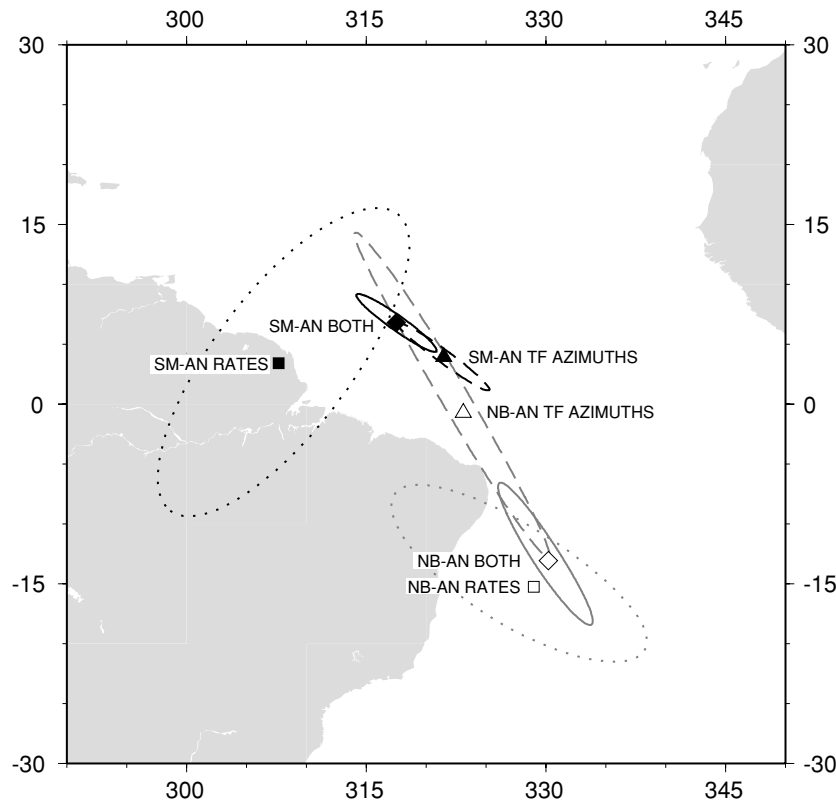 300 315 330 345
30 30
15 15
SM-AN BOTH
SM-AN TF AZIMUTHS
SM-AN RATES
0 0
NB-AN TF AZIMUTHS
NB-AN BOTH
-15 -15
NB-AN RATES
-30 -30
300 315 330 345